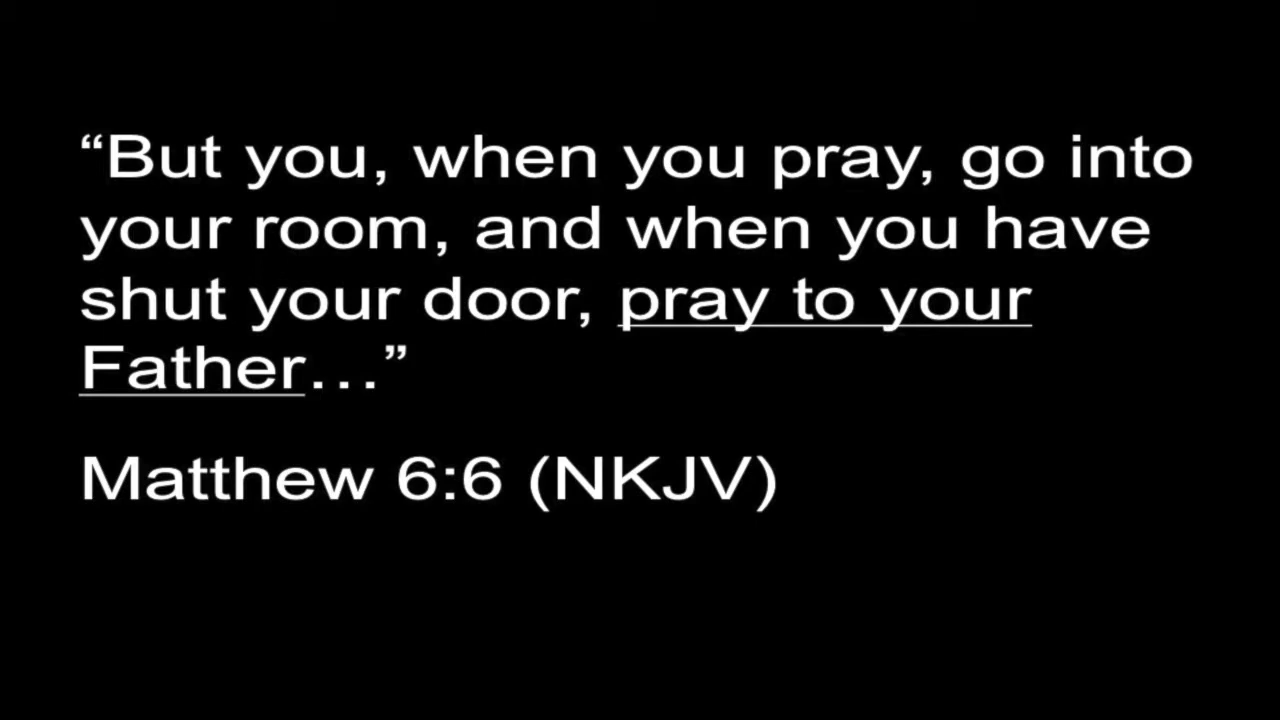 “But you, when you pray, go into
your room, and when you have
shut your door, pray to your
Father…”
Matthew 6:6 (NKJV)